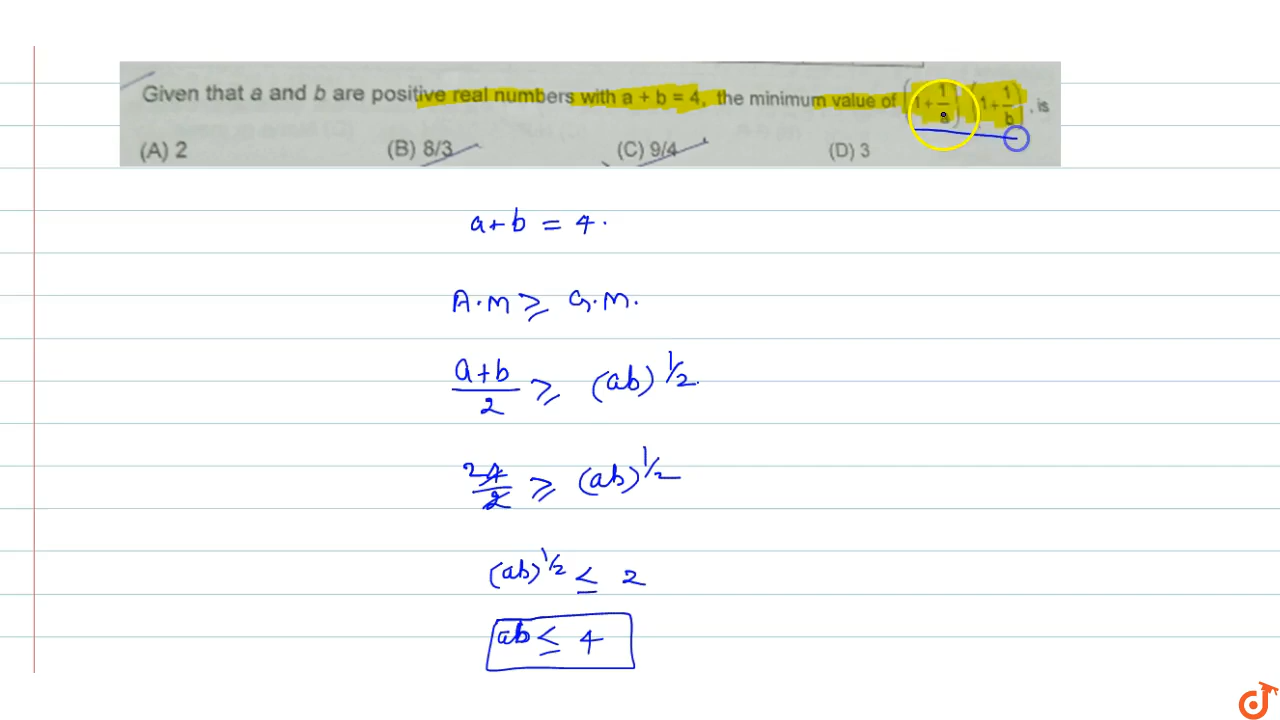 Given that a and b are positive real numbers with a + b = 4, the minimum value of (1+1/a) (1+1/b), is
(A) 2 (B) 8/3 (C) 9/4 (D) 3
a+b = 4.
A.M ≥ G.M.
a+b/2 ≥ (ab)^1/2.
2 4/2 ≥ (ab)^1/2
(ab)^1/2 ≤ 2
ab ≤ 4